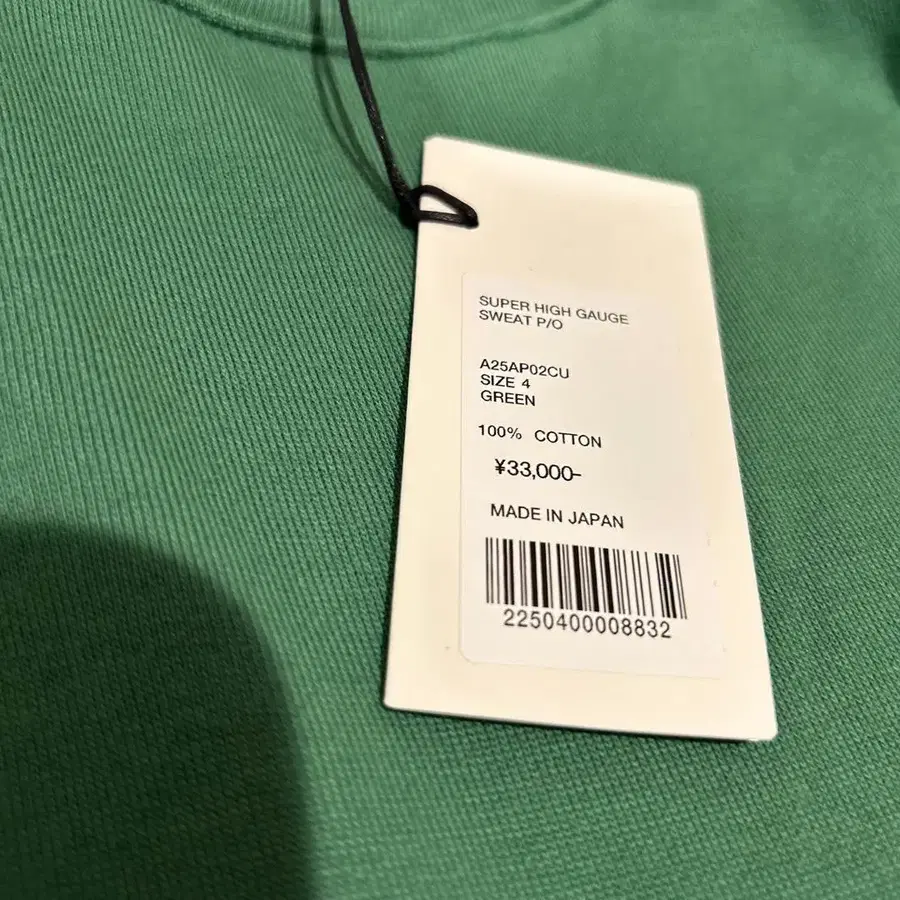 SUPER HIGH GAUGE
SWEAT P/O
A25AP02CU
SIZE 4
GREEN
100% COTTON
¥33,000-
MADE IN JAPAN
2250400008832